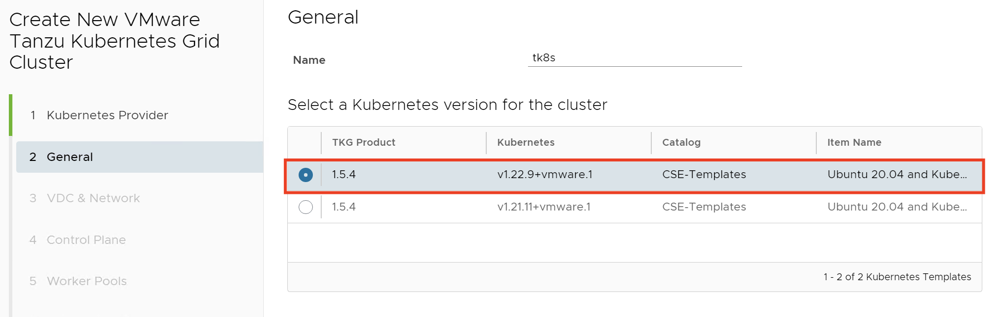 Create New VMware
Tanzu Kubernetes Grid
Cluster
1 Kubernetes Provider
2 General
3 VDC & Network
4 Control Plane
5 Worker Pools
General
Name tk8s
Select a Kubernetes version for the cluster
TKG Product Kubernetes Catalog Item Name
1.5.4 v1.22.9+vmware.1 CSE-Templates Ubuntu 20.04 and Kube...
1.5.4 v1.21.11+vmware.1 CSE-Templates Ubuntu 20.04 and Kube...
1 - 2 of 2 Kubernetes Templates